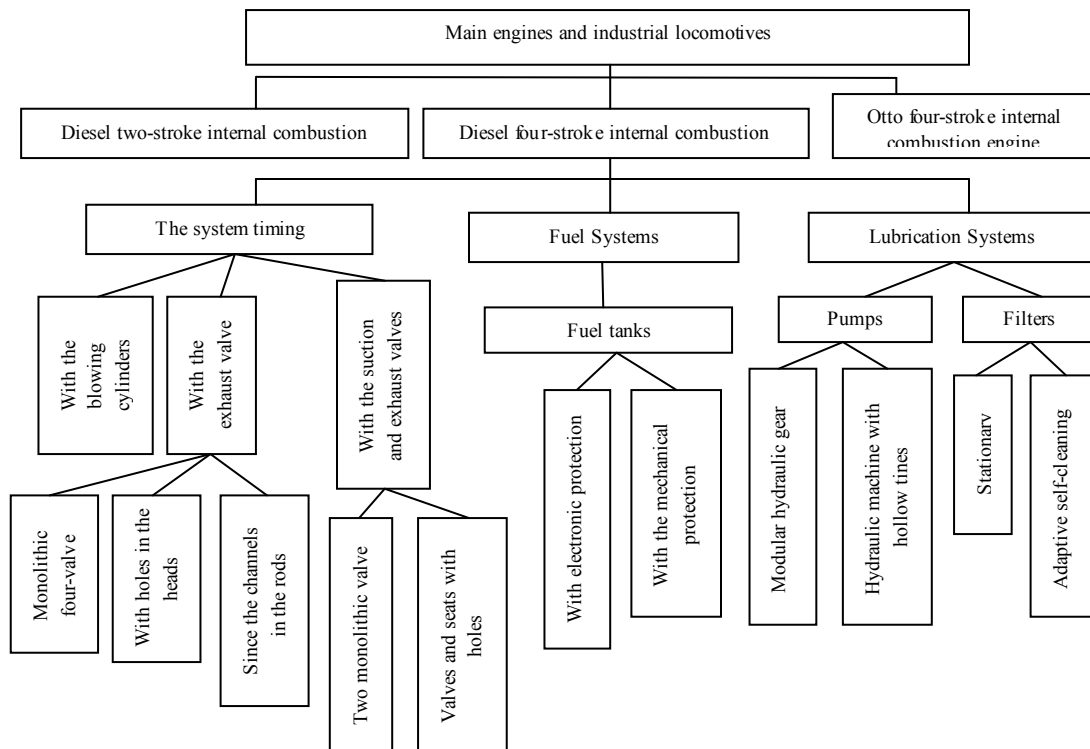 Main engines and industrial locomotives
Diesel two-stroke internal combustion
Diesel four-stroke internal combustion
Otto four-stroke internal
combustion engine
The system timing
Fuel Systems
Lubrication Systems
With the
blowing
cylinders
With the
exhaust valve
With the suction
and exhaust valves
Fuel tanks
Pumps
Filters
Monolithic
four-valve
With holes in the
heads
Since the channels
in the rods
Two monolithic valve
Valves and seats with
holes
With electronic protection
With the mechanical
protection
Modular hydraulic gear
Hydraulic machine with
hollow tines
Stationary
Adaptive self-cleaning